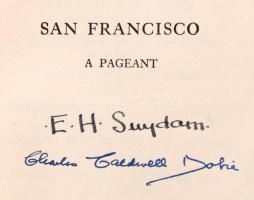 SAN FRANCISCO
A PAGEANT
·E·H· Suydam·
Charles Caldwell Dobie